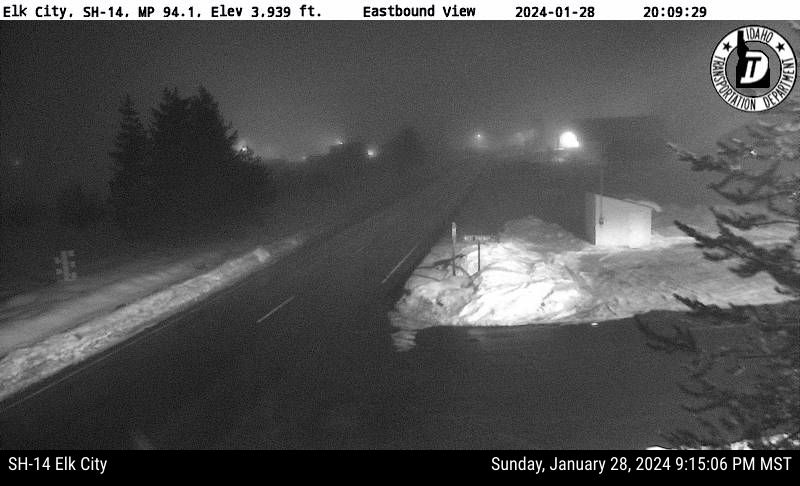 Elk City, SH-14, MP 94.1, Elev 3,939 ft. Eastbound View 2024-01-28 20:09:29
IDAHO
TRANSPORTATION DEPARTMENT
SH-14 Elk City Sunday, January 28, 2024 9:15:06 PM MST